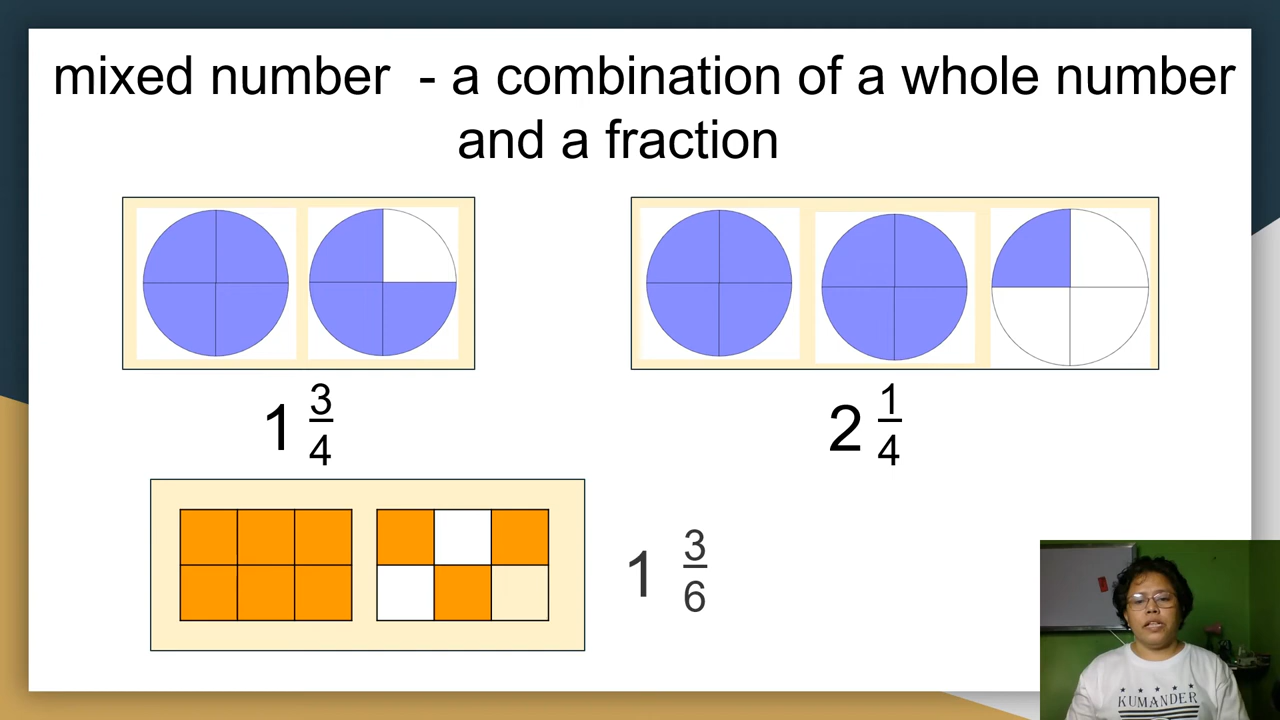 mixed number - a combination of a whole number
and a fraction
1 3/4
2 1/4
1 3/6
KUMANDER